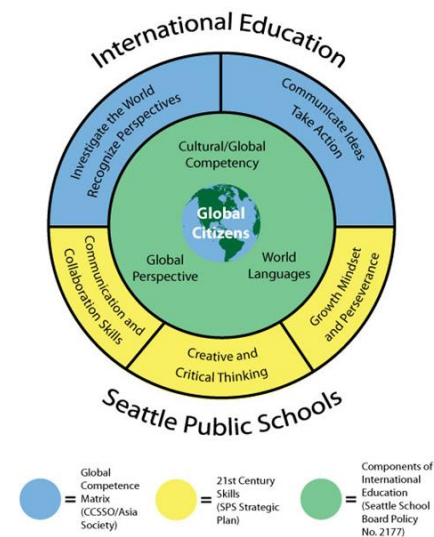 International Education
Investigate the World
Recognize Perspectives
Communicate Ideas
Take Action
Cultural/Global
Competency
Global
Citizens
Global
Perspective
World
Languages
Communication and
Collaboration Skills
Creative and
Critical Thinking
Growth Mindset
and Perseverance
Seattle Public Schools
= Global
Competence
Matrix
(CCSSO/Asia
Society)
= 21st Century
Skills
(SPS Strategic
Plan)
= Components of
International
Education
(Seattle School
Board Policy
No. 2177)